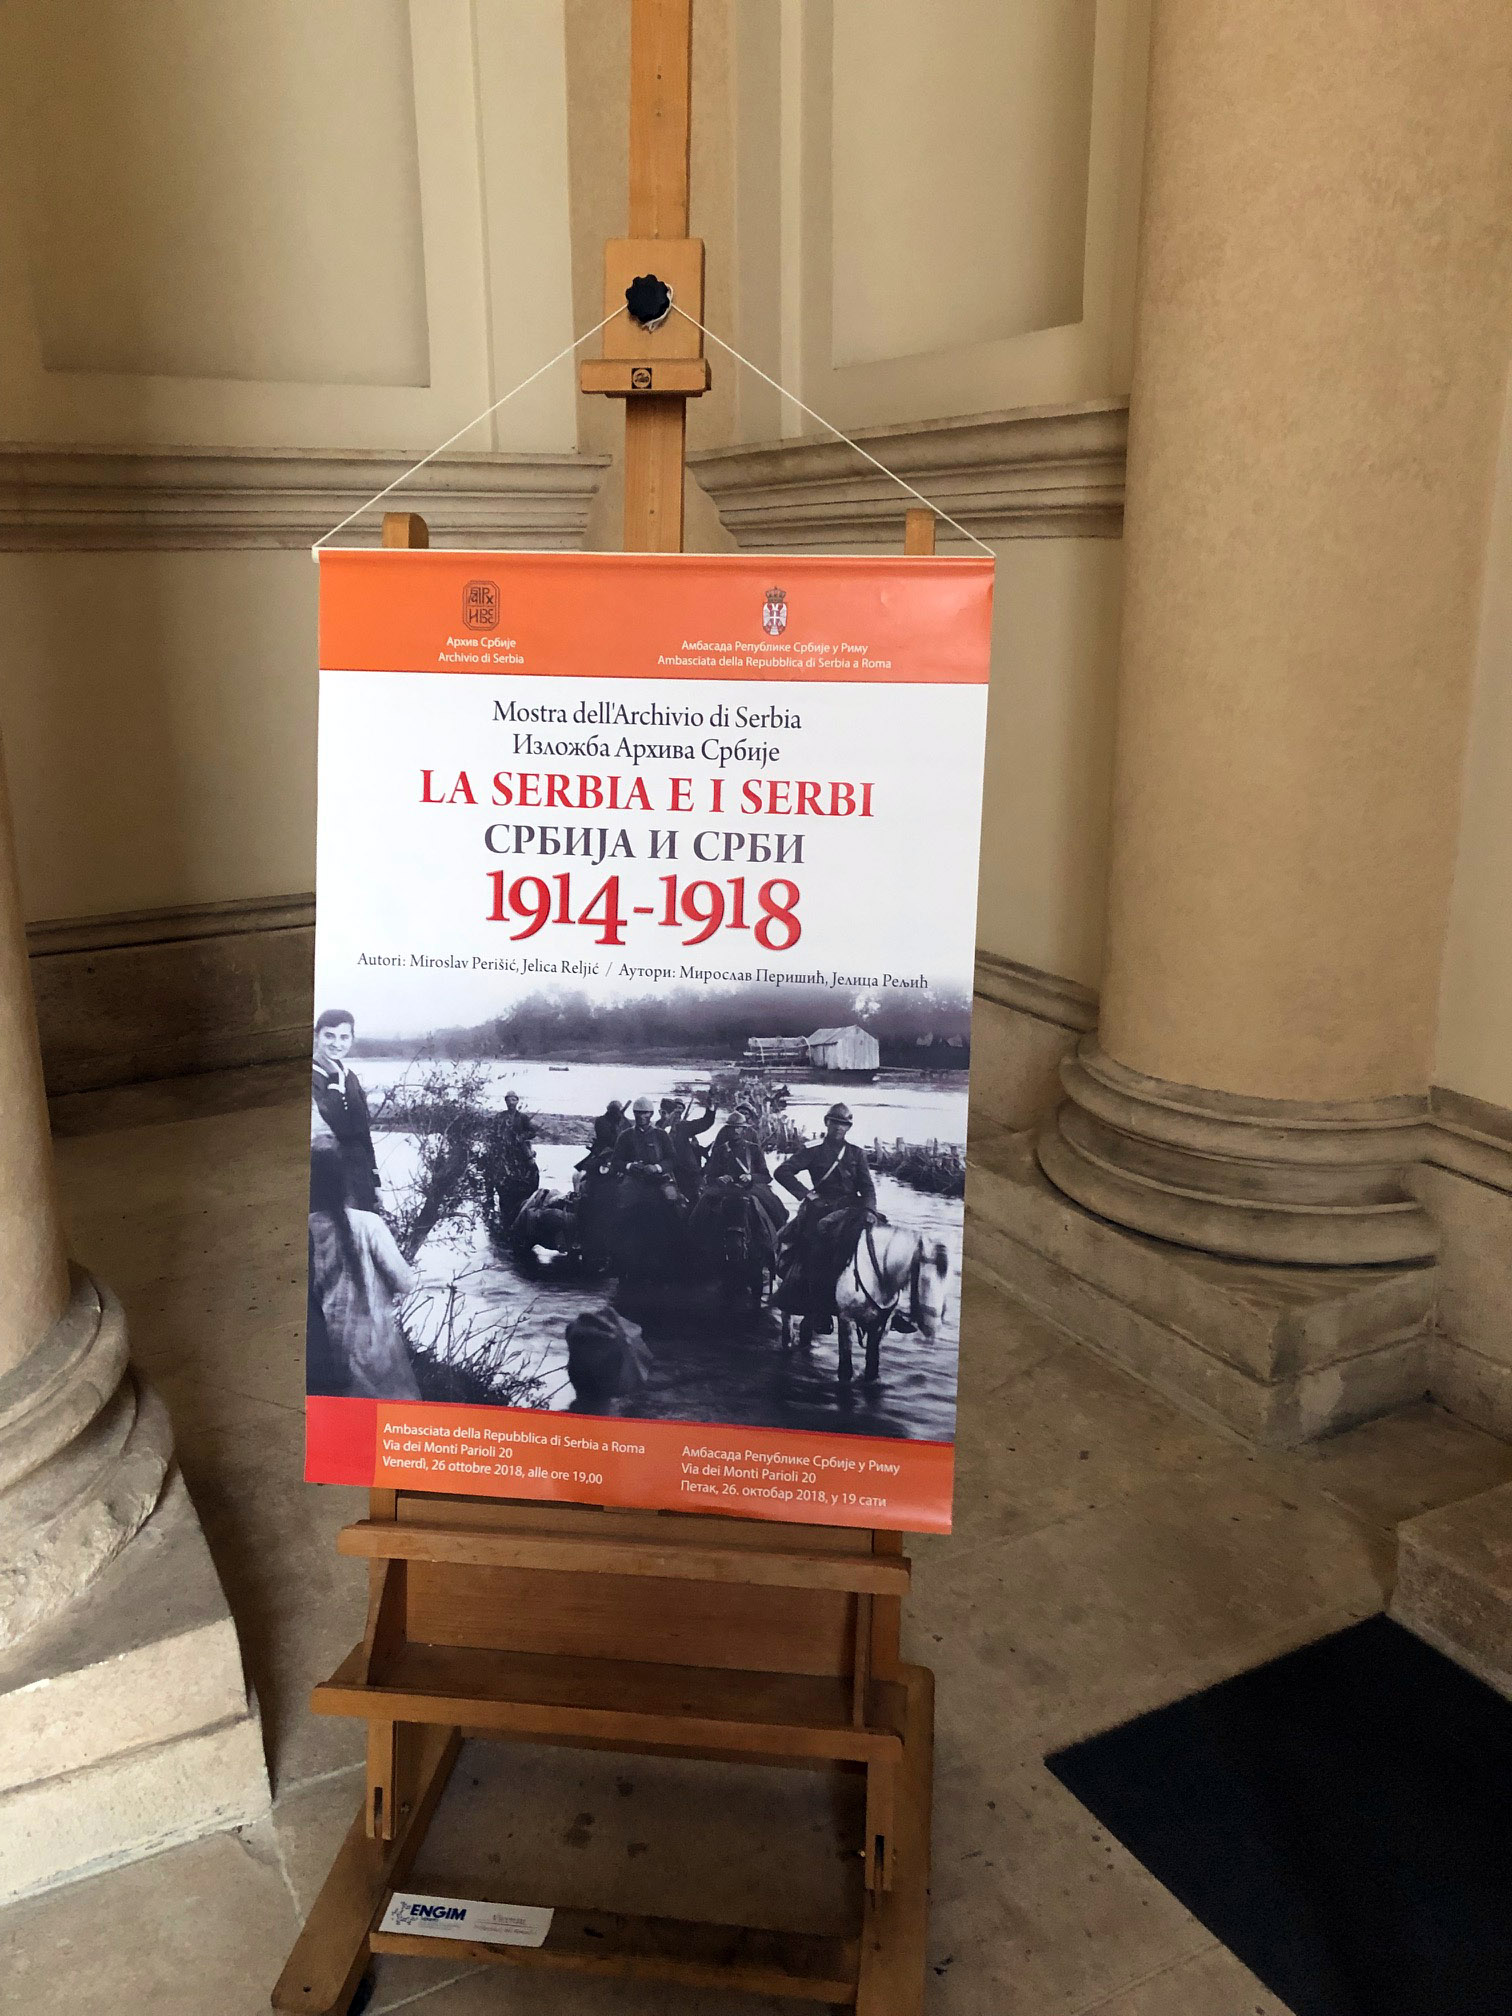 Архив Србије
Archivio di Serbia
Амбасада Републике Србије у Риму
Ambasciata della Repubblica di Serbia a Roma
Mostra dell'Archivio di Serbia
Изложба Архива Србије
LA SERBIA E I SERBI
СРБИЈА И СРБИ
1914-1918
Autori: Miroslav Perišić, Jelica Reljić / Аутори: Мирослав Перишић, Јелица Рељић
Ambasciata della Repubblica di Serbia a Roma
Via dei Monti Parioli 20
Venerdì, 26 ottobre 2018, alle ore 19,00
Амбасада Републике Србије у Риму
Via dei Monti Parioli 20
Петак, 26. октобар 2018, у 19 сати
ENGIM